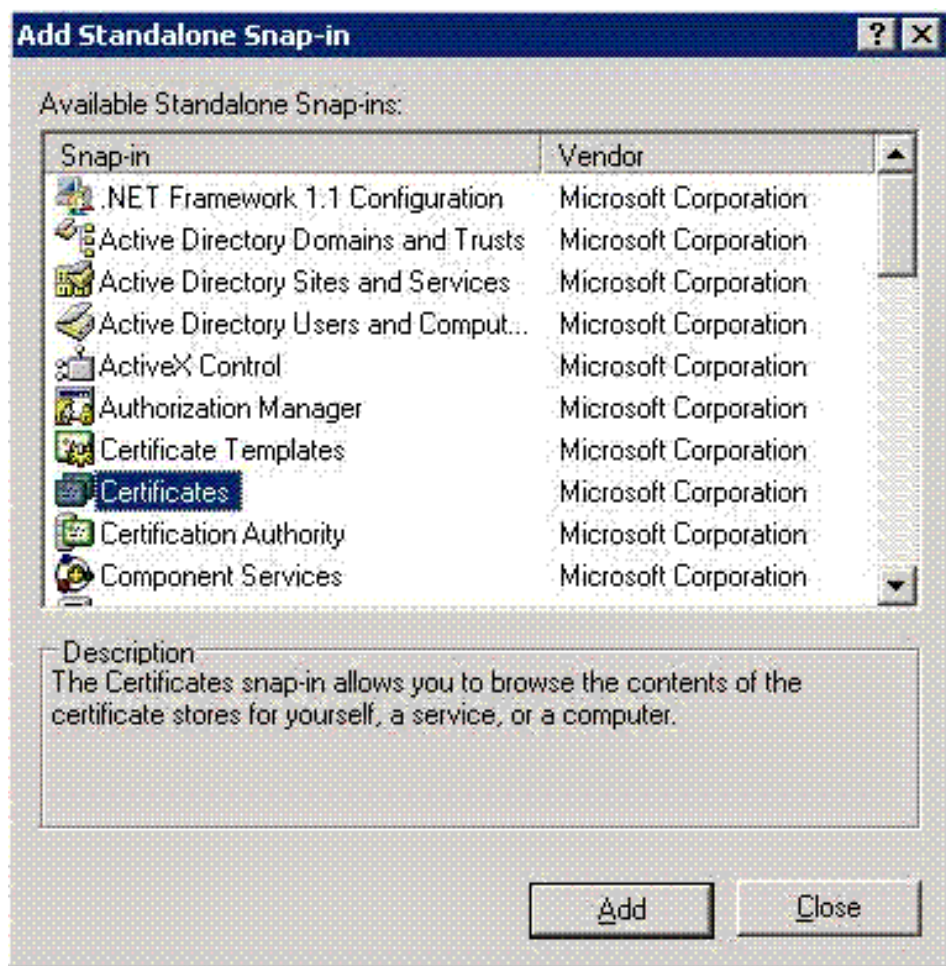 Add Standalone Snap-in
Available Standalone Snap-ins:
Snap-in Vendor
.NET Framework 1.1 Configuration Microsoft Corporation
Active Directory Domains and Trusts Microsoft Corporation
Active Directory Sites and Services Microsoft Corporation
Active Directory Users and Comput... Microsoft Corporation
ActiveX Control Microsoft Corporation
Authorization Manager Microsoft Corporation
Certificate Templates Microsoft Corporation
Certificates Microsoft Corporation
Certification Authority Microsoft Corporation
Component Services Microsoft Corporation
Description
The Certificates snap-in allows you to browse the contents of the
certificate stores for yourself, a service, or a computer.
Add Close